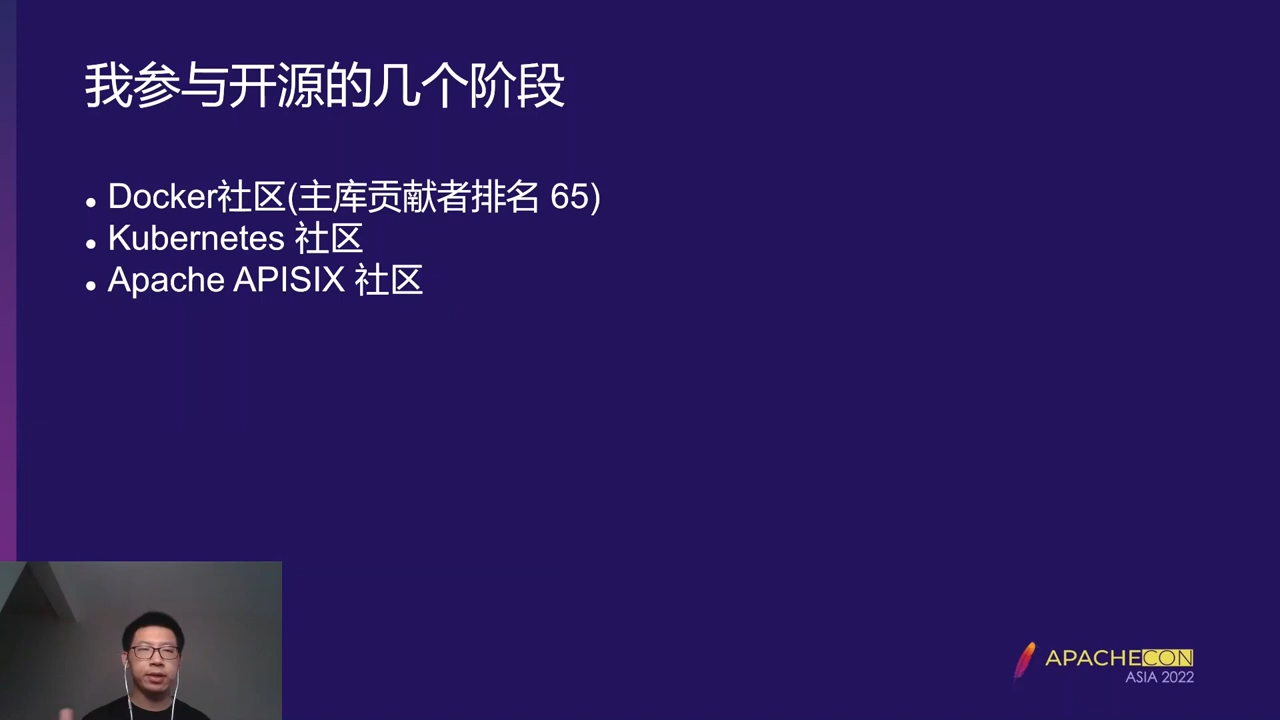 我参与开源的几个阶段
Docker社区(主库贡献者排名 65)
Kubernetes 社区
Apache APISIX 社区
APACHECON
ASIA 2022